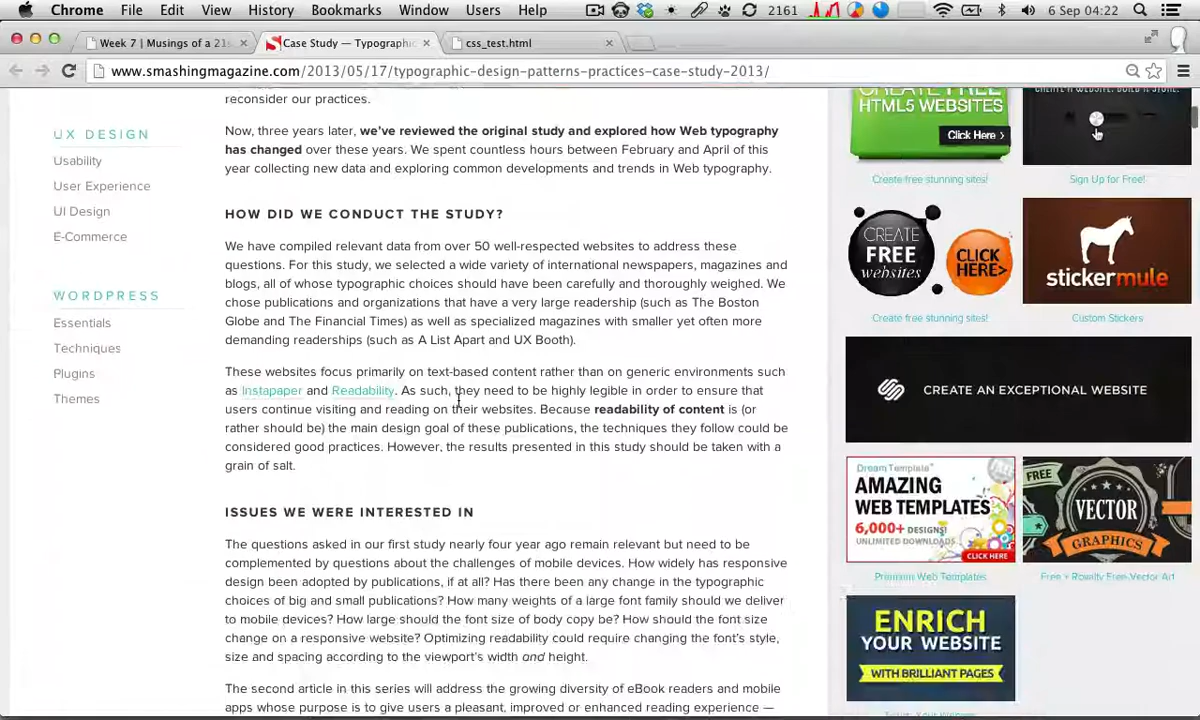 Chrome File Edit View History Bookmarks Window Users Help 2161 6 Sep 04:22
Week 7 | Musings of a 21s
Case Study — Typographic
css_test.html
www.smashingmagazine.com/2013/05/17/typographic-design-patterns-practices-case-study-2013/
UX DESIGN
Usability
User Experience
UI Design
E-Commerce
WORDPRESS
Essentials
Techniques
Plugins
Themes
reconsider our practices.
Now, three years later, we've reviewed the original study and explored how Web typography
has changed over these years. We spent countless hours between February and April of this
year collecting new data and exploring common developments and trends in Web typography.
HOW DID WE CONDUCT THE STUDY?
We have compiled relevant data from over 50 well-respected websites to address these
questions. For this study, we selected a wide variety of international newspapers, magazines and
blogs, all of whose typographic choices should have been carefully and thoroughly weighed. We
chose publications and organizations that have a very large readership (such as The Boston
Globe and The Financial Times) as well as specialized magazines with smaller yet often more
demanding readerships (such as A List Apart and UX Booth).
These websites focus primarily on text-based content rather than on generic environments such
as Instapaper and Readability. As such, they need to be highly legible in order to ensure that
users continue visiting and reading on their websites. Because readability of content is (or
rather should be) the main design goal of these publications, the techniques they follow could be
considered good practices. However, the results presented in this study should be taken with a
grain of salt.
ISSUES WE WERE INTERESTED IN
The questions asked in our first study nearly four year ago remain relevant but need to be
complemented by questions about the challenges of mobile devices. How widely has responsive
design been adopted by publications, if at all? Has there been any change in the typographic
choices of big and small publications? How many weights of a large font family should we deliver
to mobile devices? How large should the font size of body copy be? How should the font size
change on a responsive website? Optimizing readability could require changing the font's style,
size and spacing according to the viewport's width and height.
The second article in this series will address the growing diversity of eBook readers and mobile
apps whose purpose is to give users a pleasant, improved or enhanced reading experience —
CREATE FREE
HTML5 WEBSITES
Click Here >
Create free stunning sites!
Sign Up for Free!
CREATE
FREE
websites
CLICK
HERE>
Create free stunning sites!
stickermule
Custom Stickers
CREATE AN EXCEPTIONAL WEBSITE
Dream Template
AMAZING
WEB TEMPLATES
6,000+ DESIGNS!
UNLIMITED DOWNLOADS
CLICK HERE
Premium Web Templates
FREE
VECTOR
GRAPHICS
Free + Royalty Free Vector Art
ENRICH
YOUR WEBSITE
WITH BRILLIANT PAGES